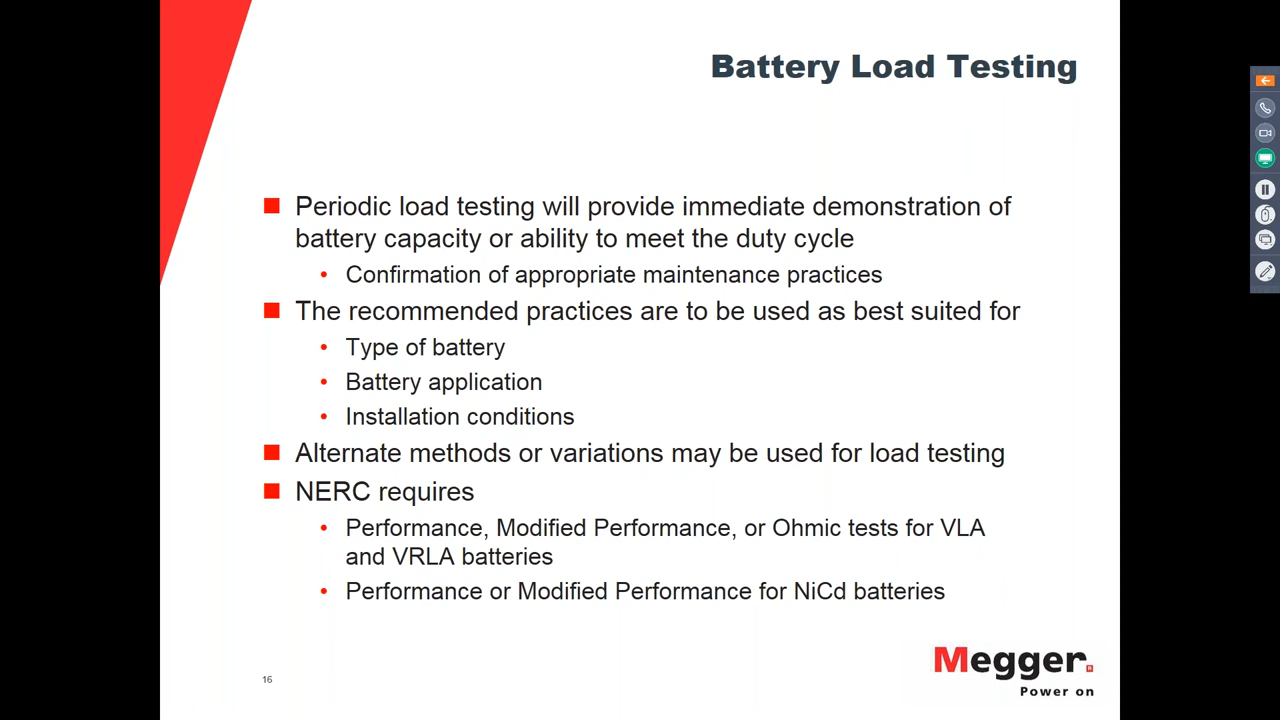 Battery Load Testing
Periodic load testing will provide immediate demonstration of
battery capacity or ability to meet the duty cycle
• Confirmation of appropriate maintenance practices
The recommended practices are to be used as best suited for
• Type of battery
• Battery application
• Installation conditions
Alternate methods or variations may be used for load testing
NERC requires
• Performance, Modified Performance, or Ohmic tests for VLA
and VRLA batteries
• Performance or Modified Performance for NiCd batteries
16
Megger.
Power on